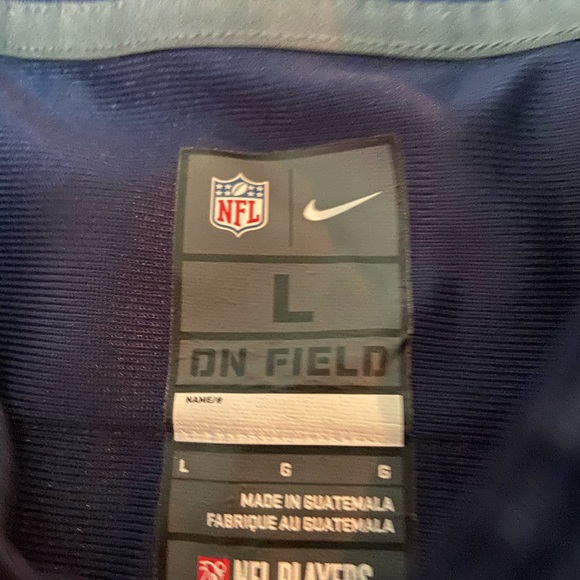 NFL
L
ON FIELD
NAME/#
L G G
MADE IN GUATEMALA
FABRIQUE AU GUATEMALA
NFL PLAYERS